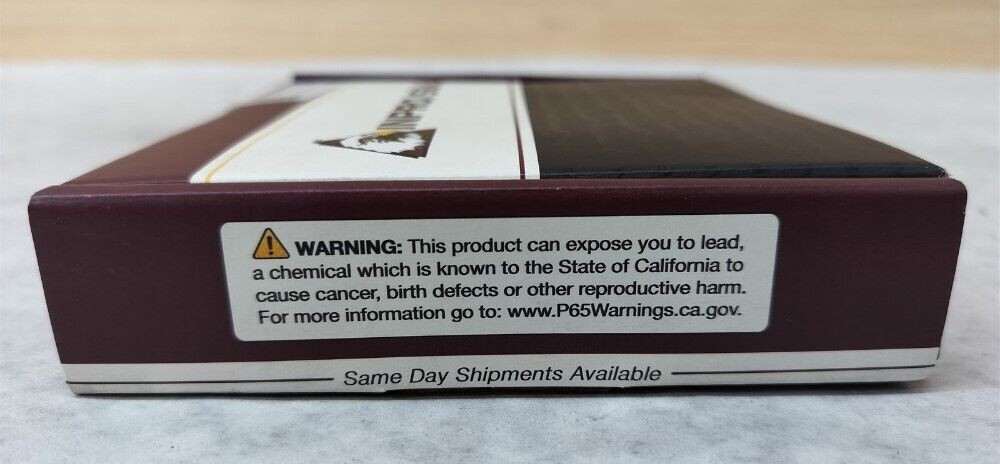 INPRO
WARNING: This product can expose you to lead,
a chemical which is known to the State of California to
cause cancer, birth defects or other reproductive harm.
For more information go to: www.P65Warnings.ca.gov.
Same Day Shipments Available